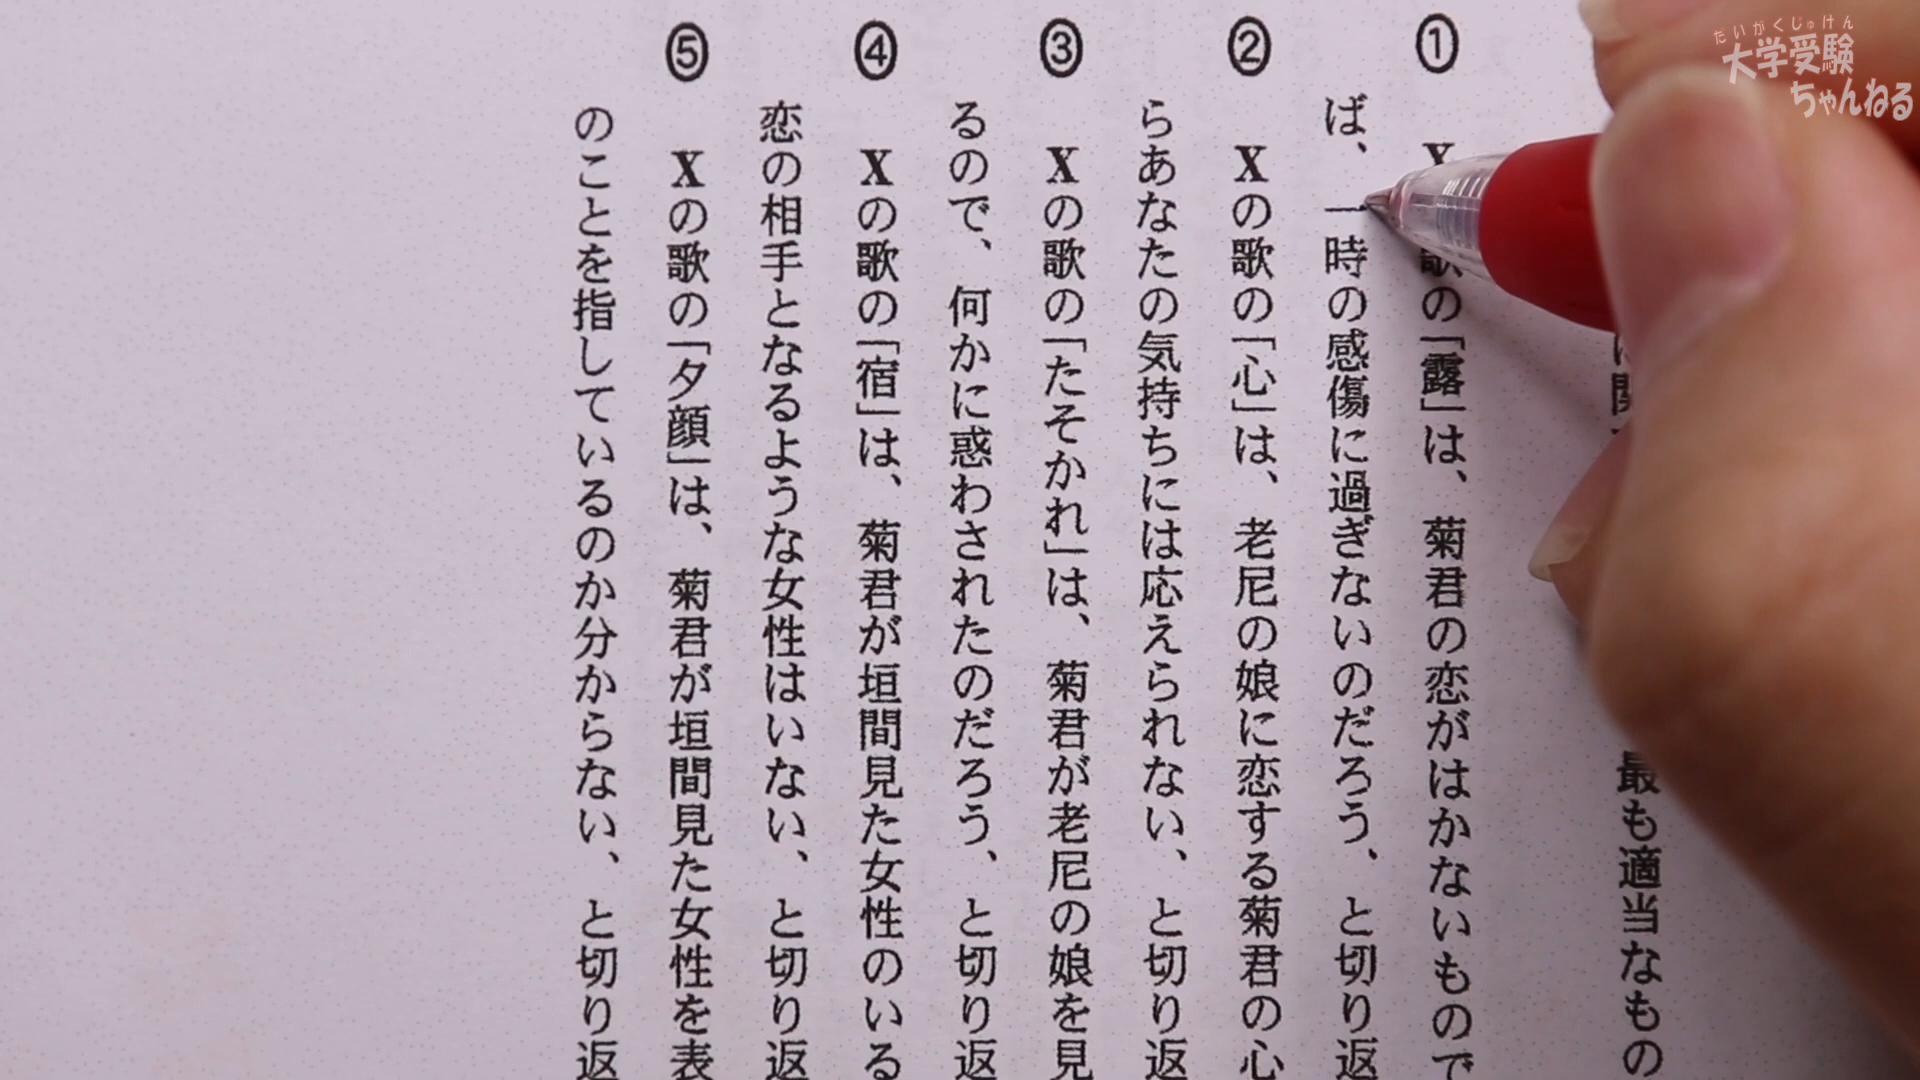 だいがくじゅけん
大学受験
ちゃんねる
最も適当なもの
①
歌の「露」は、菊君の恋がはかないもので
ば、一時の感傷に過ぎないのだろう、と切り返
② Xの歌の「心」は、老尼の娘に恋する菊君の心
らあなたの気持ちには応えられない、と切り返
③ Xの歌の「たそかれ」は、菊君が老尼の娘を見
るので、何かに惑わされたのだろう、と切り返
④ Xの歌の「宿」は、菊君が垣間見た女性のいる
恋の相手となるような女性はいない、と切り返
⑤ Xの歌の「夕顔」は、菊君が垣間見た女性を表
のことを指しているのか分からない、と切り返